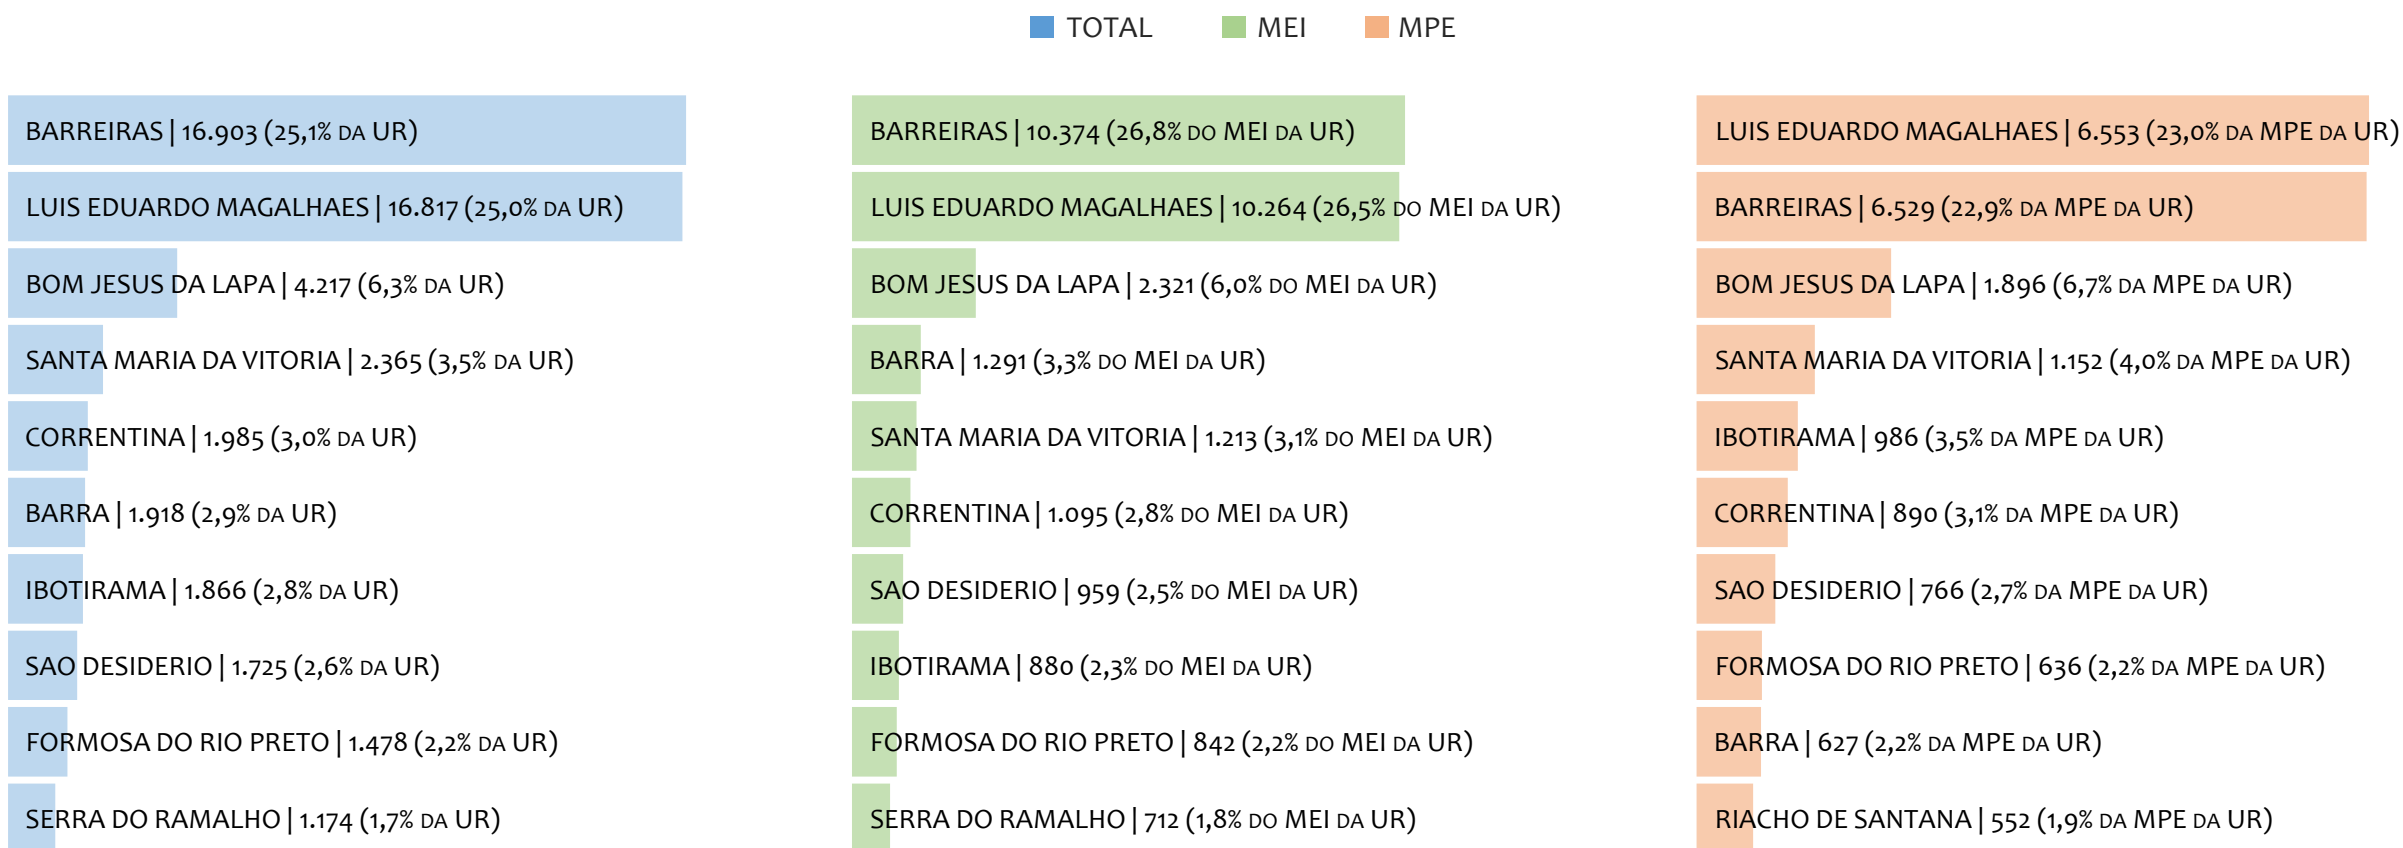 TOTAL MEI MPE
BARREIRAS | 16.903 (25,1% DA UR)
LUIS EDUARDO MAGALHAES | 16.817 (25,0% DA UR)
BOM JESUS DA LAPA | 4.217 (6,3% DA UR)
SANTA MARIA DA VITORIA | 2.365 (3,5% DA UR)
CORRENTINA | 1.985 (3,0% DA UR)
BARRA | 1.918 (2,9% DA UR)
IBOTIRAMA | 1.866 (2,8% DA UR)
SAO DESIDERIO | 1.725 (2,6% DA UR)
FORMOSA DO RIO PRETO | 1.478 (2,2% DA UR)
SERRA DO RAMALHO | 1.174 (1,7% DA UR)
BARREIRAS | 10.374 (26,8% DO MEI DA UR)
LUIS EDUARDO MAGALHAES | 10.264 (26,5% DO MEI DA UR)
BOM JESUS DA LAPA | 2.321 (6,0% DO MEI DA UR)
BARRA | 1.291 (3,3% DO MEI DA UR)
SANTA MARIA DA VITORIA | 1.213 (3,1% DO MEI DA UR)
CORRENTINA | 1.095 (2,8% DO MEI DA UR)
SAO DESIDERIO | 959 (2,5% DO MEI DA UR)
IBOTIRAMA | 880 (2,3% DO MEI DA UR)
FORMOSA DO RIO PRETO | 842 (2,2% DO MEI DA UR)
SERRA DO RAMALHO | 712 (1,8% DO MEI DA UR)
LUIS EDUARDO MAGALHAES | 6.553 (23,0% DA MPE DA UR)
BARREIRAS | 6.529 (22,9% DA MPE DA UR)
BOM JESUS DA LAPA | 1.896 (6,7% DA MPE DA UR)
SANTA MARIA DA VITORIA | 1.152 (4,0% DA MPE DA UR)
IBOTIRAMA | 986 (3,5% DA MPE DA UR)
CORRENTINA | 890 (3,1% DA MPE DA UR)
SAO DESIDERIO | 766 (2,7% DA MPE DA UR)
FORMOSA DO RIO PRETO | 636 (2,2% DA MPE DA UR)
BARRA | 627 (2,2% DA MPE DA UR)
RIACHO DE SANTANA | 552 (1,9% DA MPE DA UR)